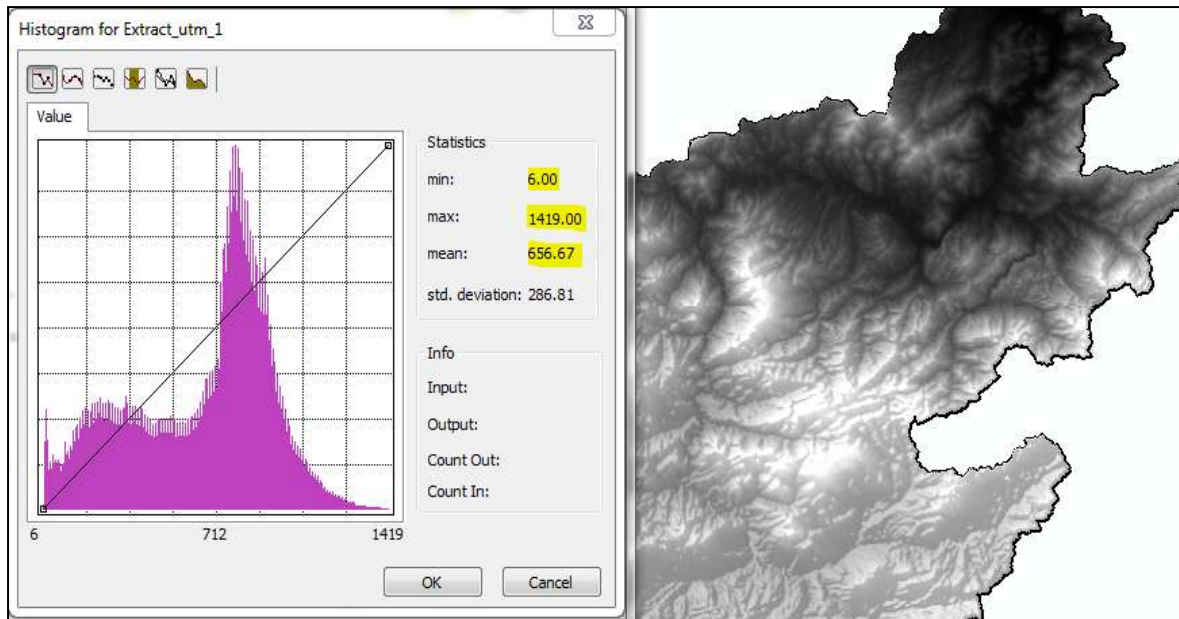 Histogram for Extract_utm_1
Value
Statistics
min: 6.00
max: 1419.00
mean: 656.67
std. deviation: 286.81
Info
Input:
Output:
Count Out:
Count In:
6 712 1419
OK Cancel